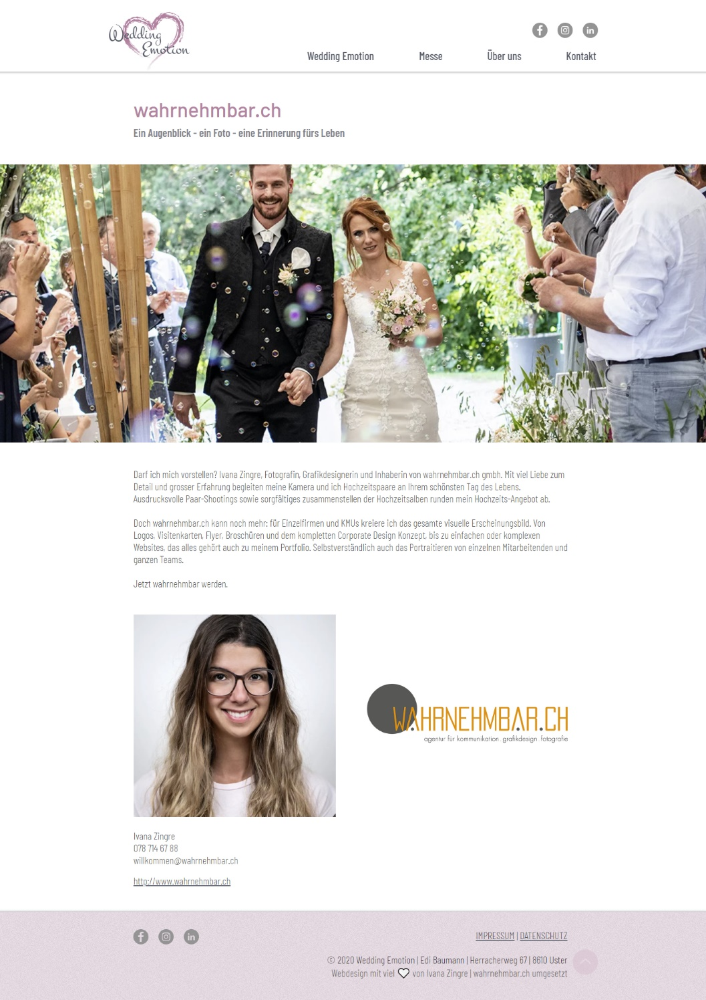 Wedding
Emotion
Wedding Emotion
Messe
Über uns
Kontakt
wahrnehmbar.ch
Ein Augenblick - ein Foto - eine Erinnerung fürs Leben
Darf ich mich vorstellen? Ivana Zingre, Fotografin, Grafikdesignerin und Inhaberin von wahrnehmbar.ch gmbh. Mit viel Liebe zum
Detail und grosser Erfahrung begleiten meine Kamera und ich Hochzeitspaare an Ihrem schönsten Tag des Lebens.
Ausdrucksvolle Paar-Shootings sowie sorgfältiges zusammenstellen der Hochzeitsalben runden mein Hochzeits-Angebot ab.
Doch wahrnehmbar.ch kann noch mehr: für Einzelfirmen und KMUs kreiere ich das gesamte visuelle Erscheinungsbild. Von
Logos, Visitenkarten, Flyer, Broschüren und dem kompletten Corporate Design Konzept, bis zu einfachen oder komplexen
Websites, das alles gehört auch zu meinem Portfolio. Selbstverständlich auch das Portraitieren von einzelnen Mitarbeitenden und
ganzen Teams.
Jetzt wahrnehmbar werden.
WAHRNEHMBAR.CH
agentur für kommunikation . grafikdesign . fotografie
Ivana Zingre
078 714 67 88
willkommen@wahrnehmbar.ch
http://www.wahrnehmbar.ch
IMPRESSUM | DATENSCHUTZ
© 2020 Wedding Emotion | Edi Baumann | Herracherweg 67 | 8610 Uster
Webdesign mit viel von Ivana Zingre | wahrnehmbar.ch umgesetzt